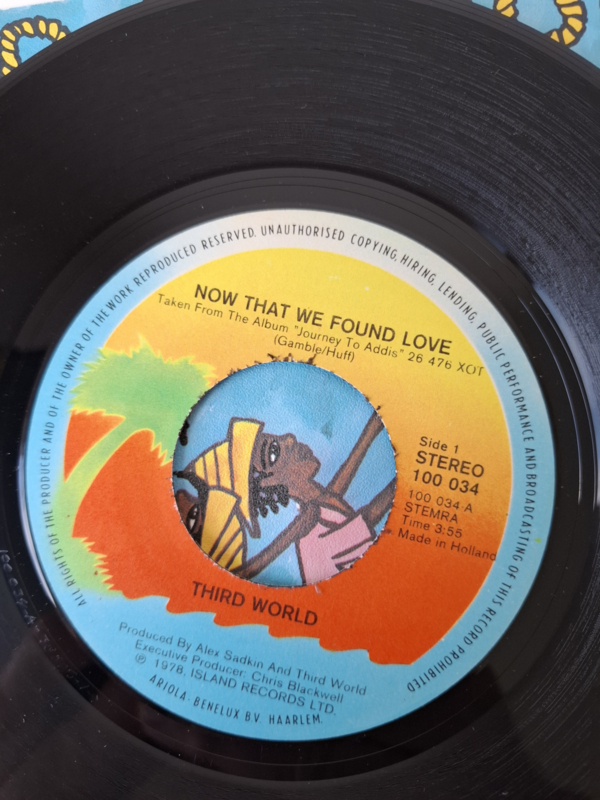 ALL RIGHTS OF THE PRODUCER AND OF THE OWNER OF THE WORK REPRODUCED RESERVED. UNAUTHORISED COPYING, HIRING, LENDING, PUBLIC PERFORMANCE AND BROADCASTING OF THIS RECORD PROHIBITED
NOW THAT WE FOUND LOVE
Taken From The Album "Journey To Addis" 26 476 XOT
(Gamble/Huff)
Side 1
STEREO
100 034
100 034 A
STEMRA
Time 3:55
Made in Holland
THIRD WORLD
Produced By Alex Sadkin And Third World
Executive Producer: Chris Blackwell
℗ 1978, ISLAND RECORDS LTD.
ARIOLA-BENELUX B.V. HAARLEM.